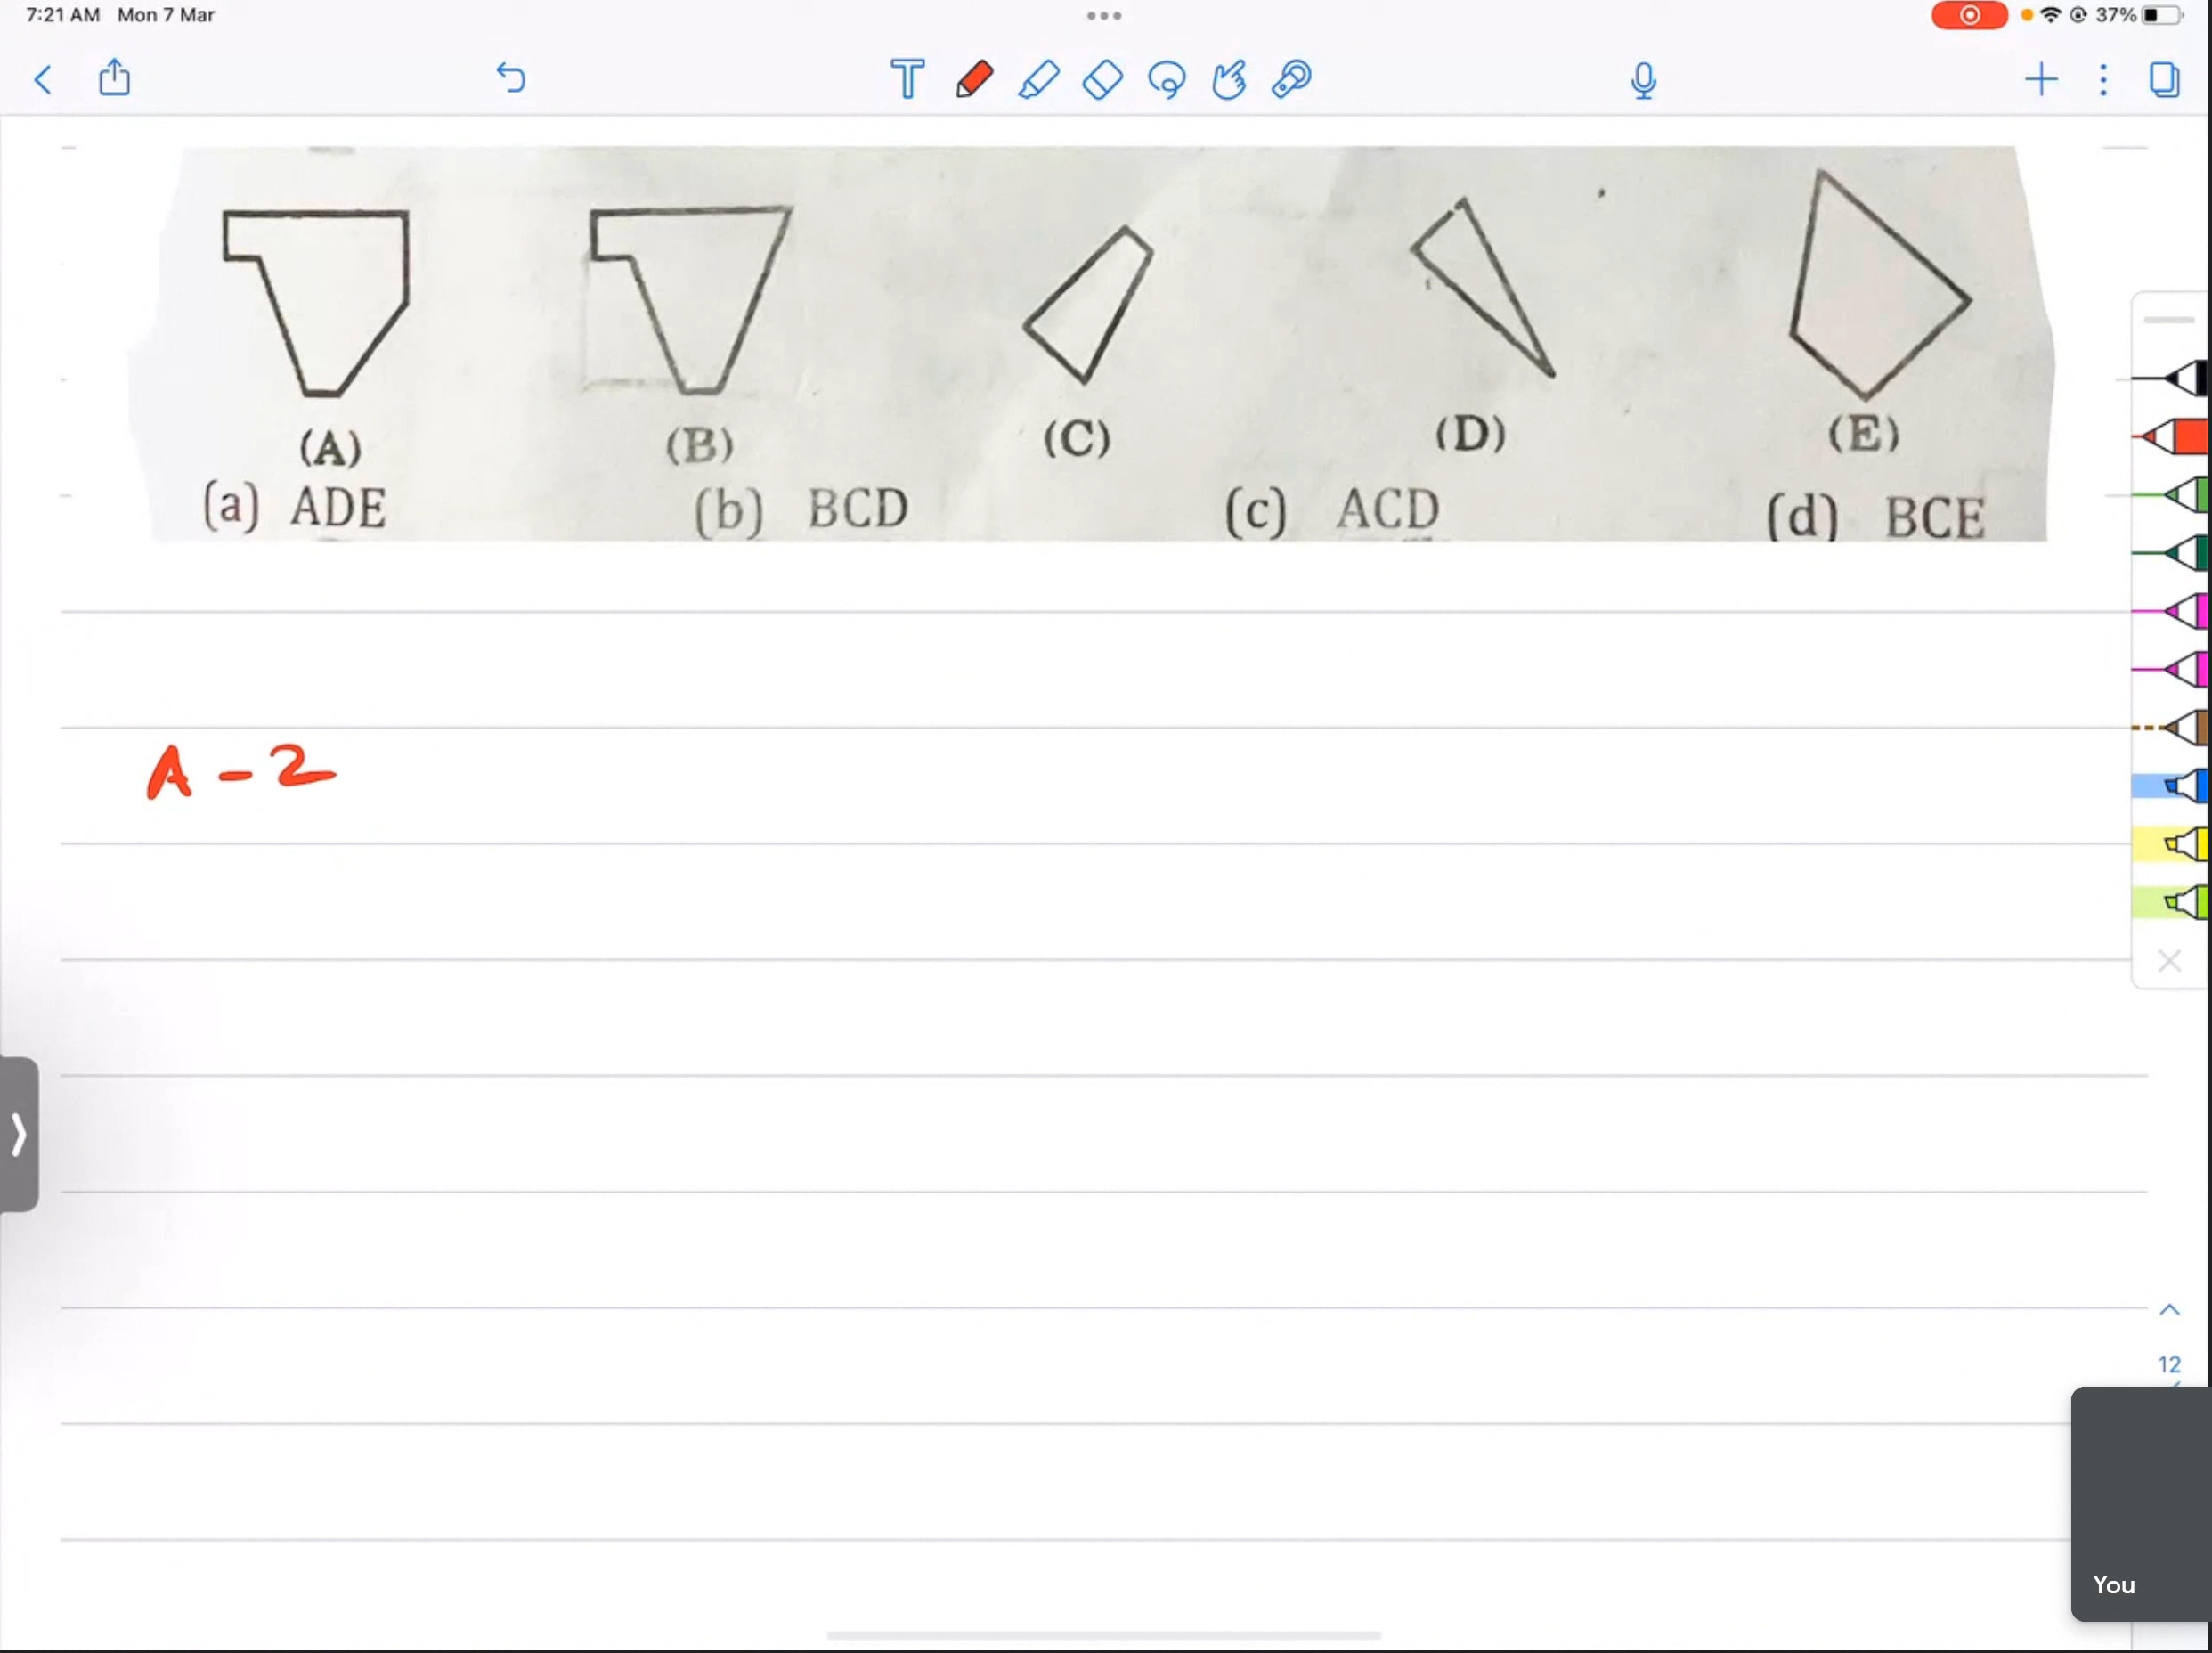 7:21 AM Mon 7 Mar
37%
(A) (B) (C) (D) (E)
(a) ADE (b) BCD (c) ACD (d) BCE
A - 2
12
You